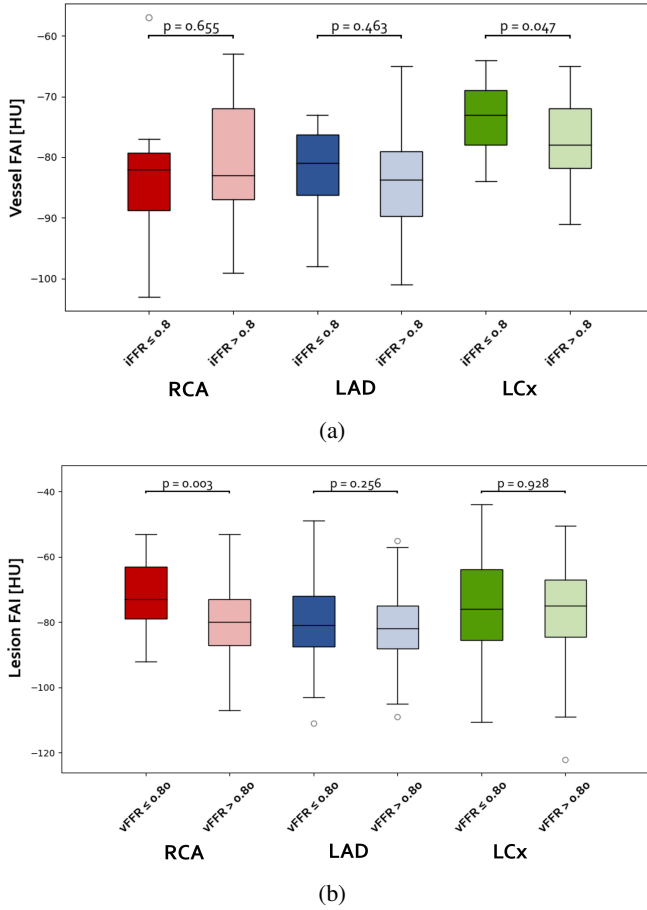 p = 0.655 p = 0.463 p = 0.047
−60
−70
−80
−90
−100
Vessel FAI [HU]
iFFR ≤ 0.8 iFFR > 0.8 iFFR ≤ 0.8 iFFR > 0.8 iFFR ≤ 0.8 iFFR > 0.8
RCA LAD LCx
(a)
p = 0.003 p = 0.256 p = 0.928
−40
−60
−80
−100
−120
Lesion FAI [HU]
vFFR ≤ 0.80 vFFR > 0.80 vFFR ≤ 0.80 vFFR > 0.80 vFFR ≤ 0.80 vFFR > 0.80
RCA LAD LCx
(b)